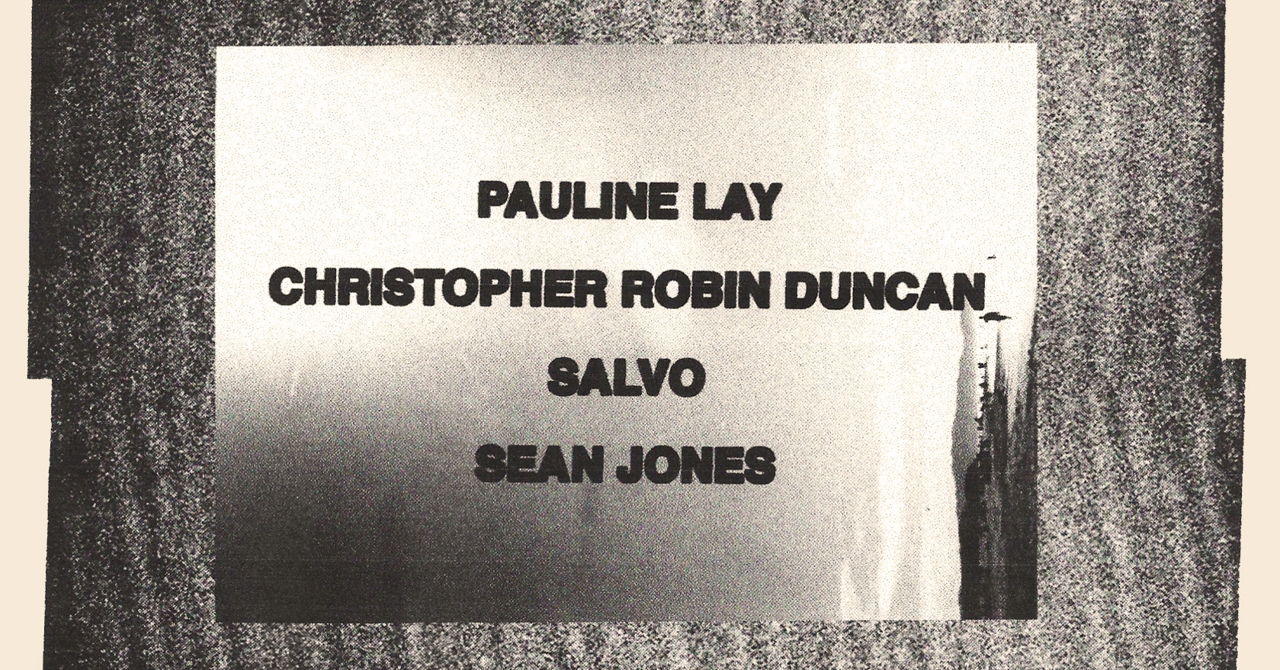 PAULINE LAY
CHRISTOPHER ROBIN DUNCAN
SALVO
SEAN JONES